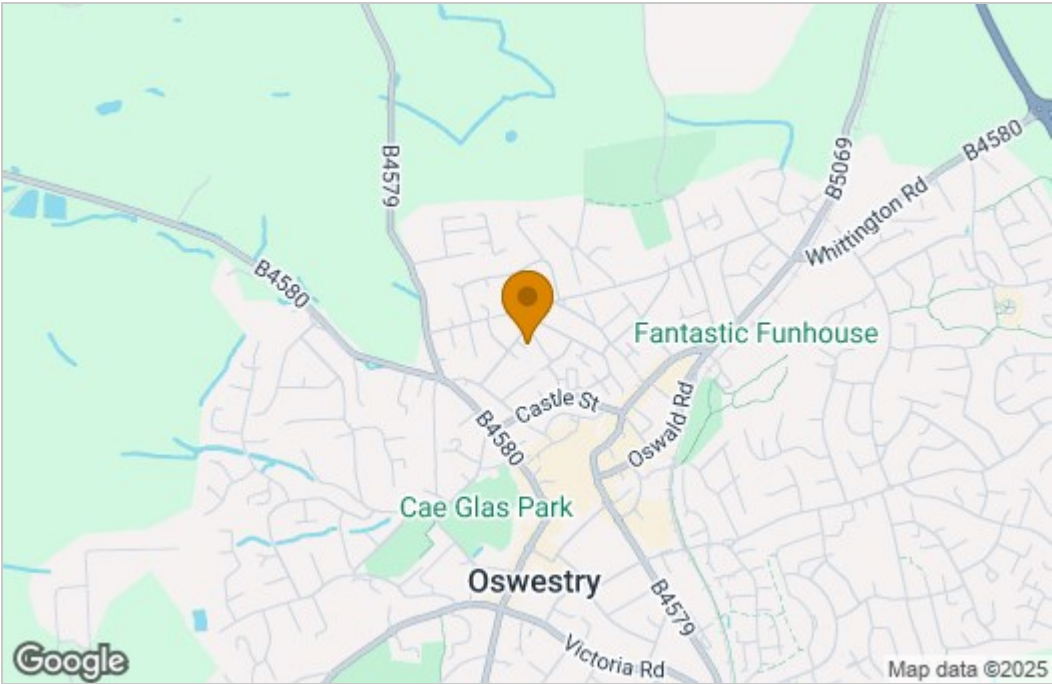 B4580
B5069
B4579
Whittington Rd
B4580
Fantastic Funhouse
Castle St
Oswald Rd
B4580
Cae Glas Park
Oswestry
B4579
Victoria Rd
Google
Map data ©2025